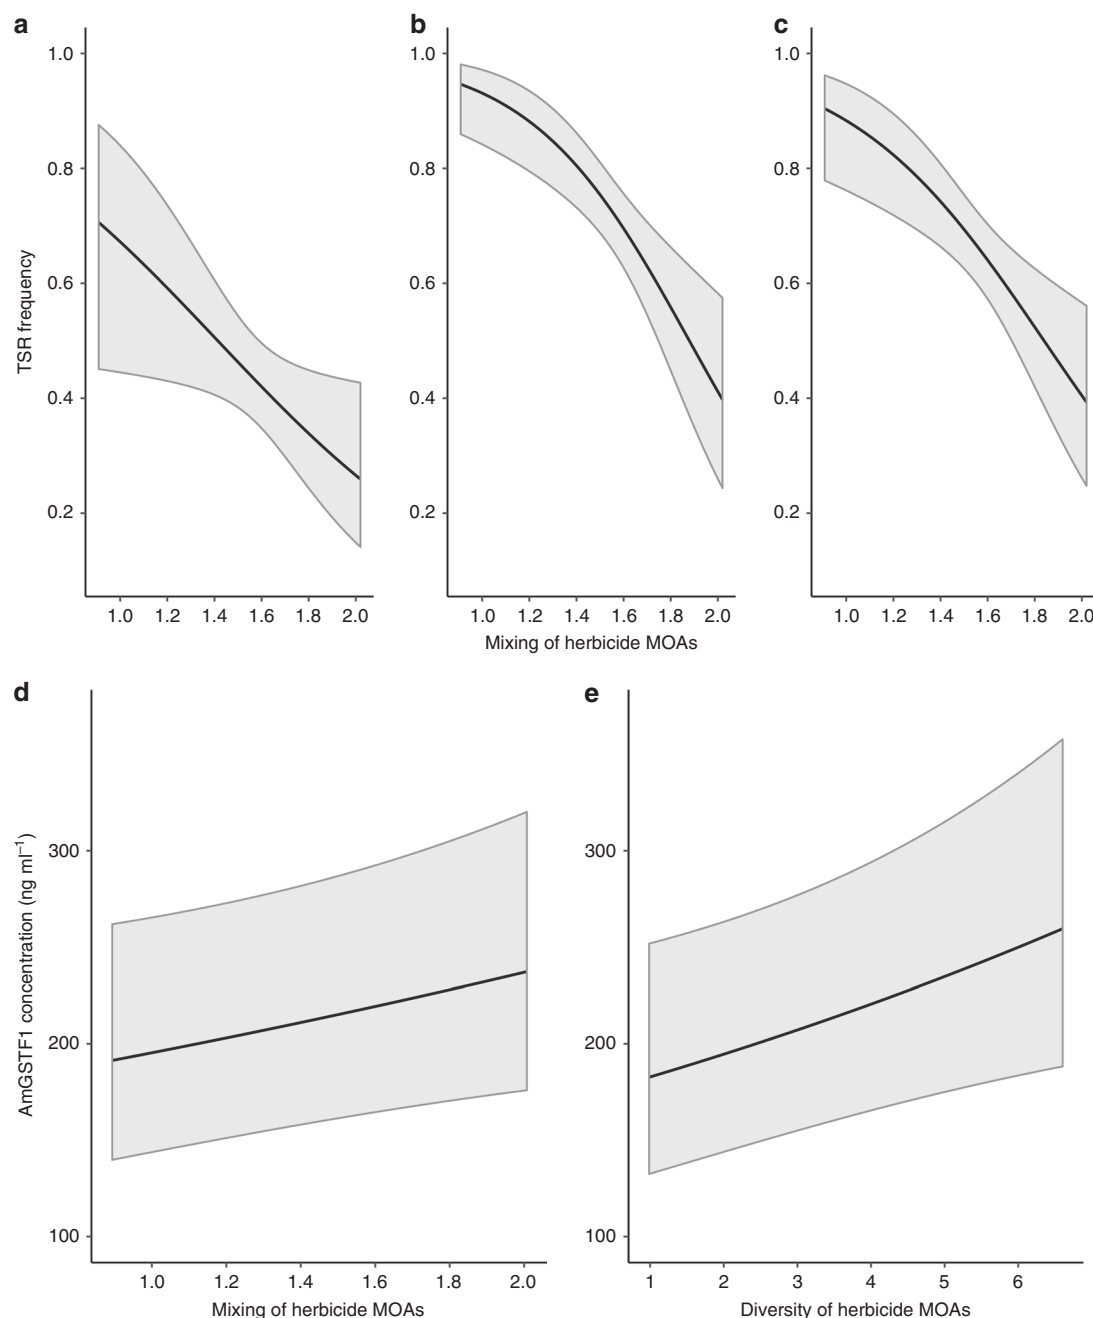 a b c
1.0 1.0 1.0
0.8 0.8 0.8
0.6 0.6 0.6
TSR frequency
0.4 0.4 0.4
0.2 0.2 0.2
1.0 1.2 1.4 1.6 1.8 2.0 1.0 1.2 1.4 1.6 1.8 2.0 1.0 1.2 1.4 1.6 1.8 2.0
Mixing of herbicide MOAs
d e
300 300
AmGSTF1 concentration (ng ml⁻¹)
200 200
100 100
1.0 1.2 1.4 1.6 1.8 2.0 1 2 3 4 5 6
Mixing of herbicide MOAs Diversity of herbicide MOAs